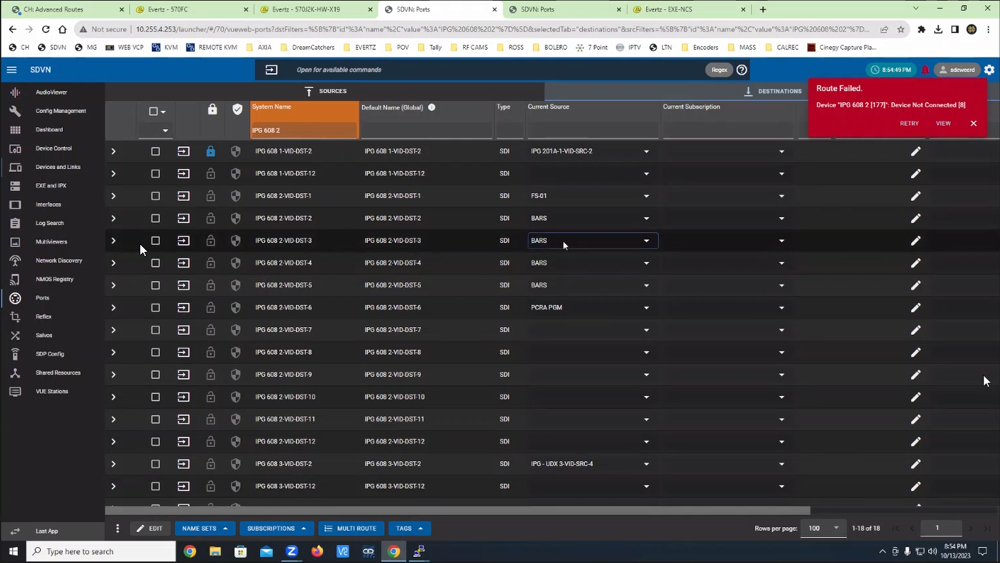 CH: Advanced Routes
Evertz - 570FC
Evertz - 570J2K-HW-X19
SDVN: Ports
SDVN: Ports
Evertz - EXE-NCS
Not secure
10.255.4.253/launcher/#/70/vueweb-ports?dstFilters=%5B%7B"id"%3A"name"%2C"value"%3A"IPG%20608%202"%7D%5D&selectedTab="destinations"&srcFilters=%5B%7B"id"%3A"name"%2C"value"%3A"IPG%20608%202"%7D...
CH
SDVN
MG
WEB VCP
KVM
REMOTE KVM
AXIA
DreamCatchers
EVERTZ
POV
Tally
RF CAMS
ROSS
BOLERO
7 Point
IPTV
LTN
Encoders
MASS
CALREC
Cinegy Capture Pla...
SDVN
Open for available commands
Regex
8:54:49 PM
adeweerd
AudioViewer
Config Management
Dashboard
Device Control
Devices and Links
EXE and IPX
Interfaces
Log Search
Multiviewers
Network Discovery
NMOS Registry
Ports
Reflex
Salvos
SDP Config
Shared Resources
VUE Stations
Last App
SOURCES
DESTINATIONS
Route Failed.
Device "IPG 608 2 [177]": Device Not Connected [8]
RETRY VIEW
System Name Default Name (Global) Type Current Source Current Subscription
IPG 608 2
IPG 608 1-VID-DST-2 IPG 608 1-VID-DST-2 SDI IPG 201A-1-VID-SRC-2
IPG 608 1-VID-DST-12 IPG 608 1-VID-DST-12 SDI
IPG 608 2-VID-DST-1 IPG 608 2-VID-DST-1 SDI FS-01
IPG 608 2-VID-DST-2 IPG 608 2-VID-DST-2 SDI BARS
IPG 608 2-VID-DST-3 IPG 608 2-VID-DST-3 SDI BARS
IPG 608 2-VID-DST-4 IPG 608 2-VID-DST-4 SDI BARS
IPG 608 2-VID-DST-5 IPG 608 2-VID-DST-5 SDI BARS
IPG 608 2-VID-DST-6 IPG 608 2-VID-DST-6 SDI PCRA PGM
IPG 608 2-VID-DST-7 IPG 608 2-VID-DST-7 SDI
IPG 608 2-VID-DST-8 IPG 608 2-VID-DST-8 SDI
IPG 608 2-VID-DST-9 IPG 608 2-VID-DST-9 SDI
IPG 608 2-VID-DST-10 IPG 608 2-VID-DST-10 SDI
IPG 608 2-VID-DST-11 IPG 608 2-VID-DST-11 SDI
IPG 608 2-VID-DST-12 IPG 608 2-VID-DST-12 SDI
IPG 608 3-VID-DST-2 IPG 608 3-VID-DST-2 SDI IPG - UDX 3-VID-SRC-4
IPG 608 3-VID-DST-12 IPG 608 3-VID-DST-12 SDI
EDIT
NAME SETS
SUBSCRIPTIONS
MULTI ROUTE
TAGS
Rows per page: 100 1-18 of 18 1
Type here to search
8:54 PM
10/13/2023